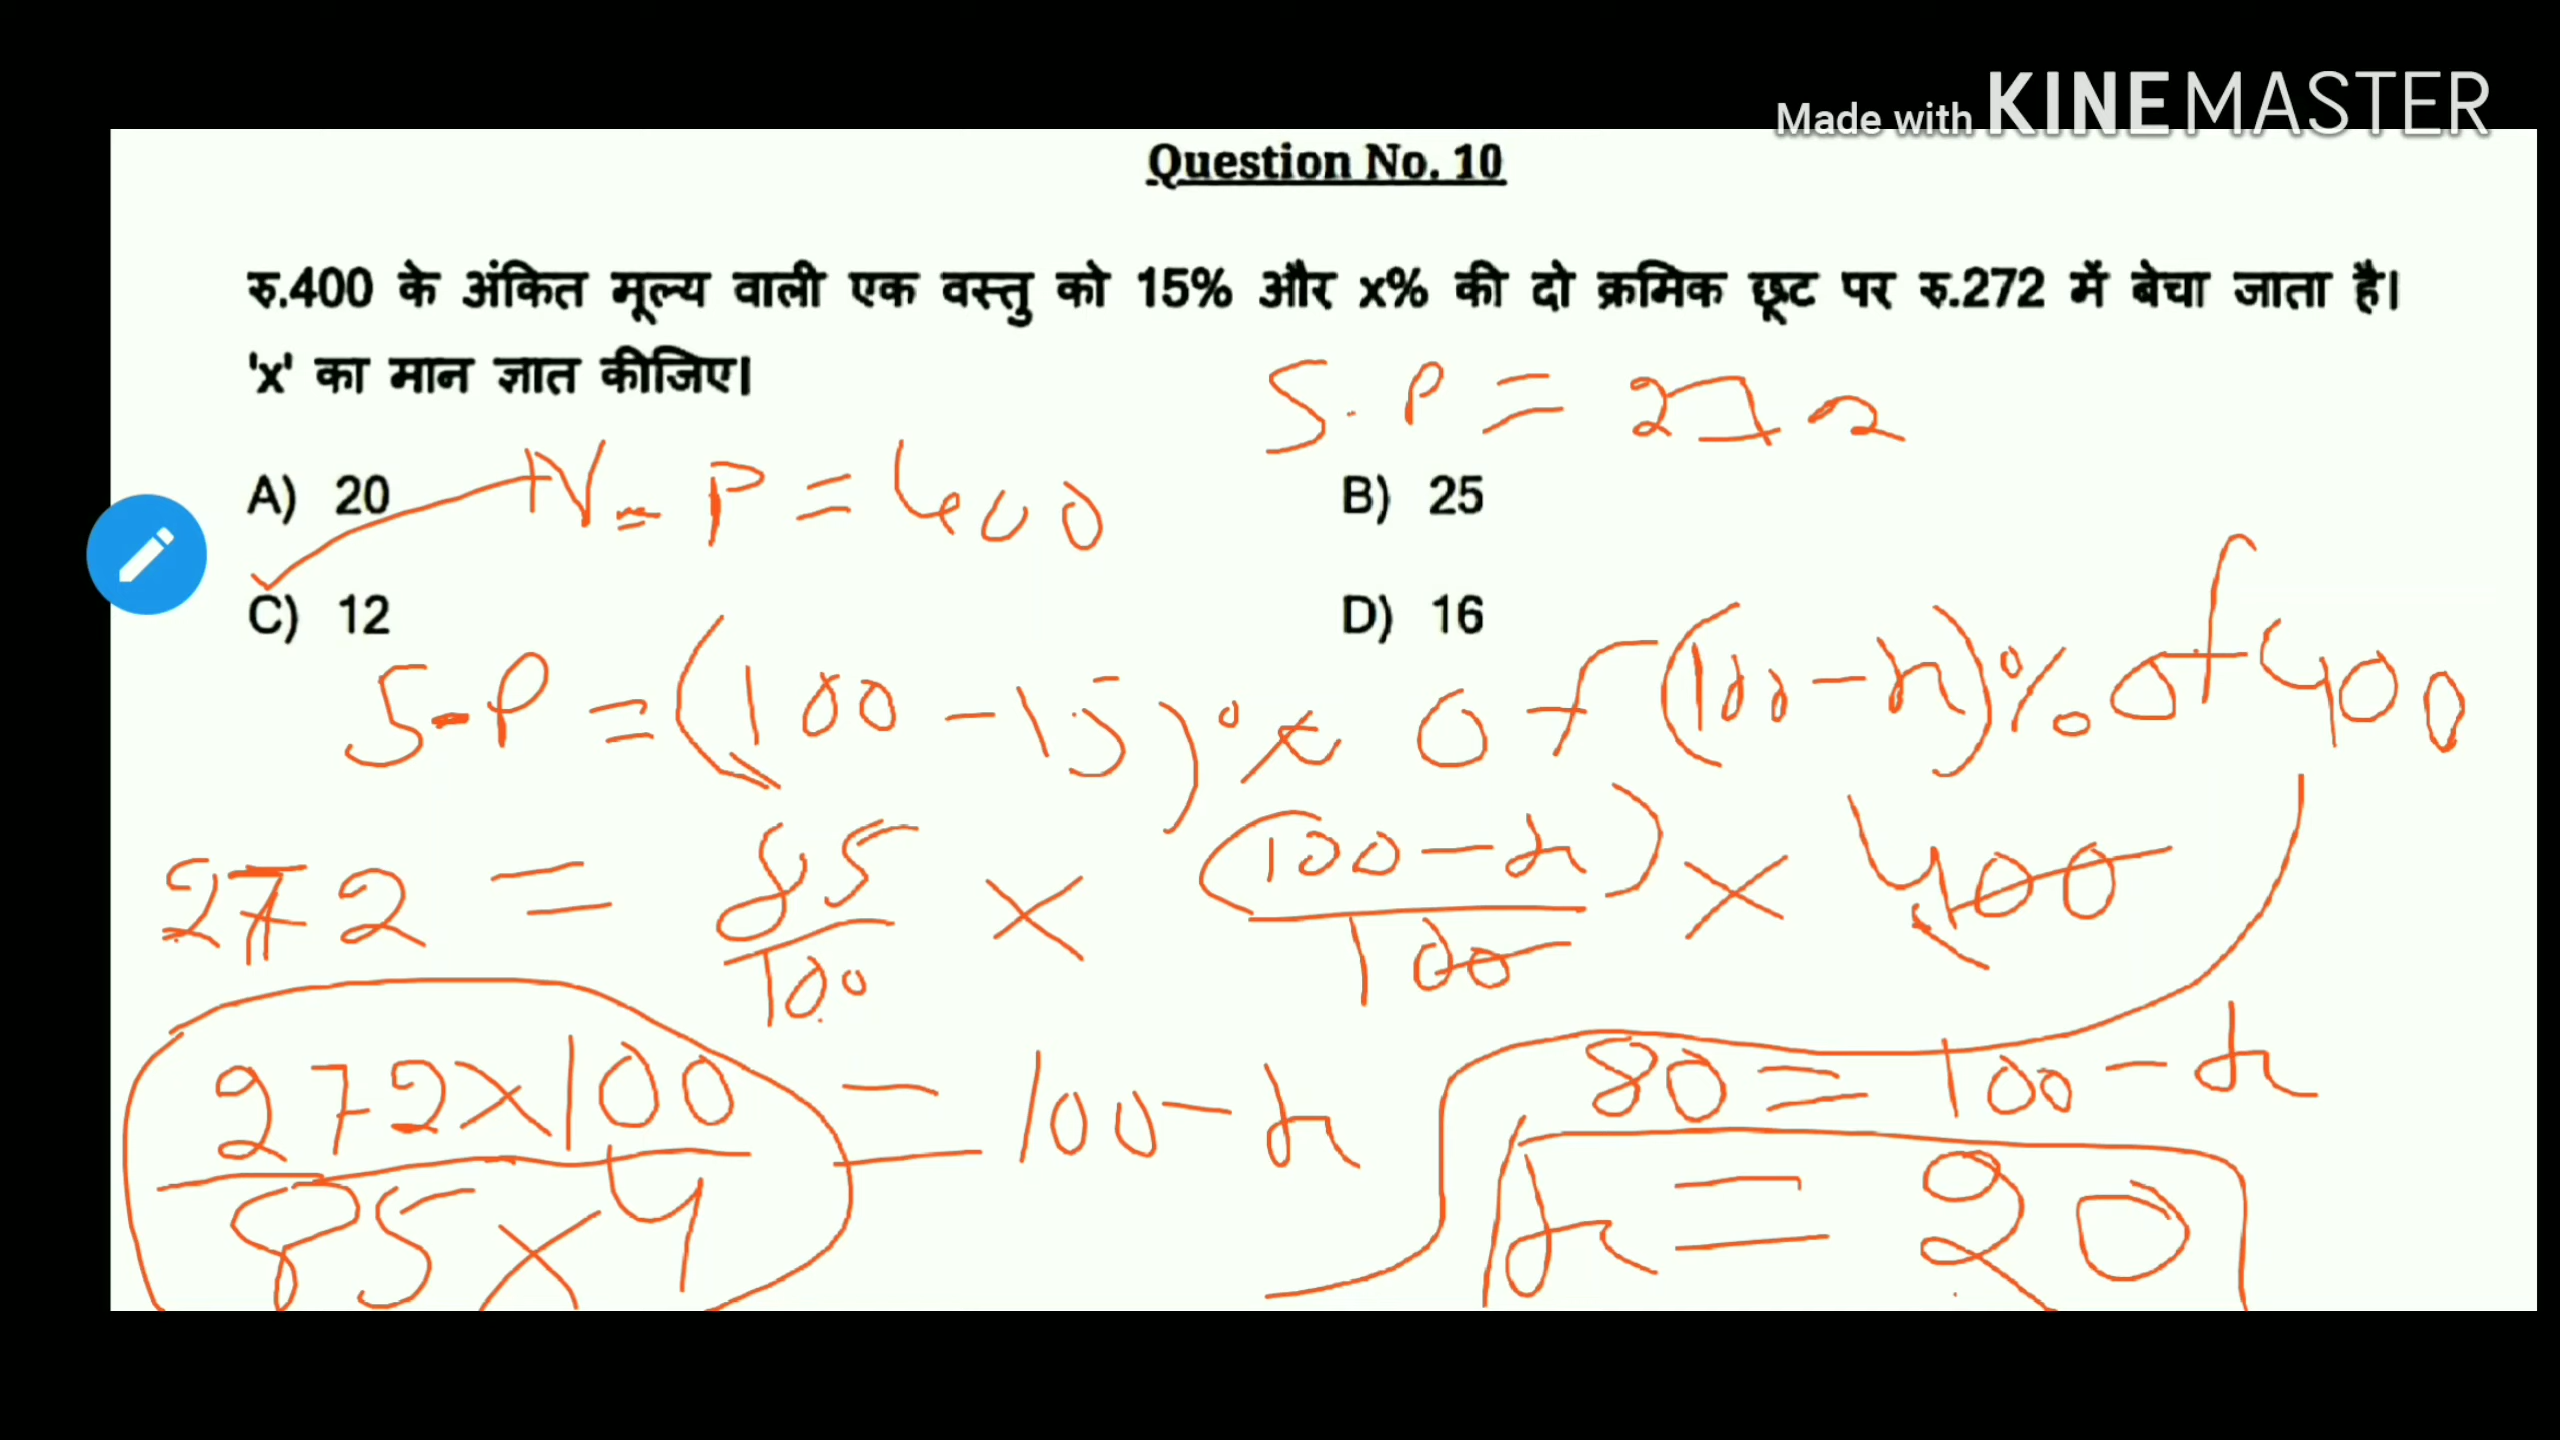 Made with KINEMASTER
Question No. 10
रु.400 के अंकित मूल्य वाली एक वस्तु को 15% और x% की दो क्रमिक छूट पर रु.272 में बेचा जाता है।
'x' का मान ज्ञात कीजिए।
S.P = 272
A) 20
M.P = 400
B) 25
C) 12
D) 16
S.P = (100 - 15)% of (100 - x)% of 400
272 = 85/100 × (100 - x)/100 × 400
272×100/85×4 = 100 - x
80 = 100 - x
x = 20